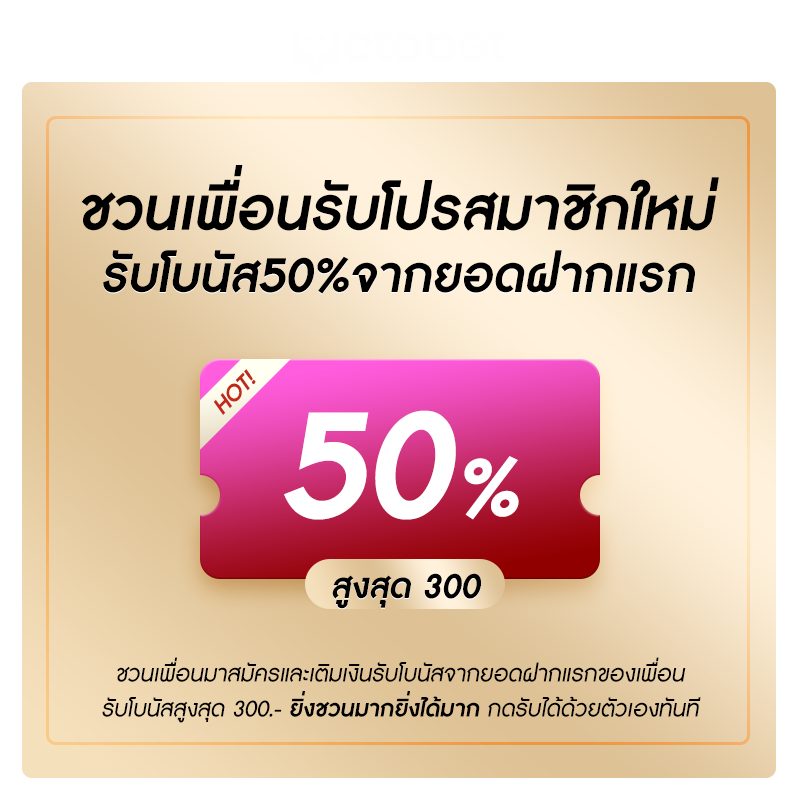 ชวนเพื่อนรับโปรสมาชิกใหม่
รับโบนัส50%จากยอดฝากแรก
HOT!
50%
สูงสุด 300
ชวนเพื่อนมาสมัครและเติมเงินรับโบนัสจากยอดฝากแรกของเพื่อน
รับโบนัสสูงสุด 300.- ยิ่งชวนมากยิ่งได้มาก กดรับได้ด้วยตัวเองทันที